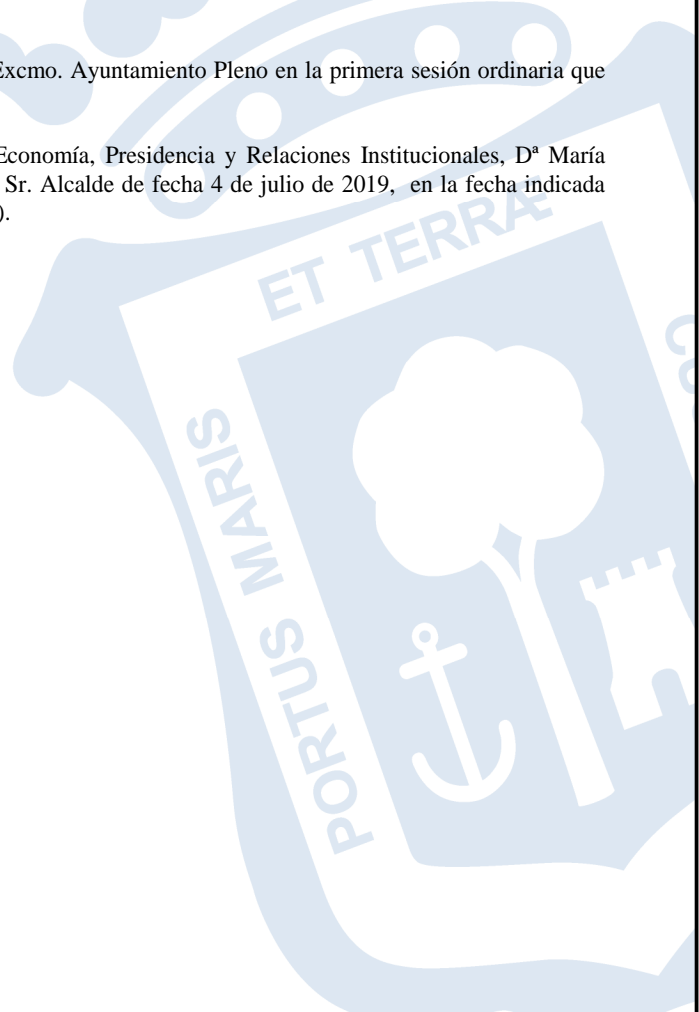 Excmo. Ayuntamiento Pleno en la primera sesión ordinaria que
Economía, Presidencia y Relaciones Institucionales, Dª María
Sr. Alcalde de fecha 4 de julio de 2019, en la fecha indicada
).
ET TERRÆ
PORTUS MARIS